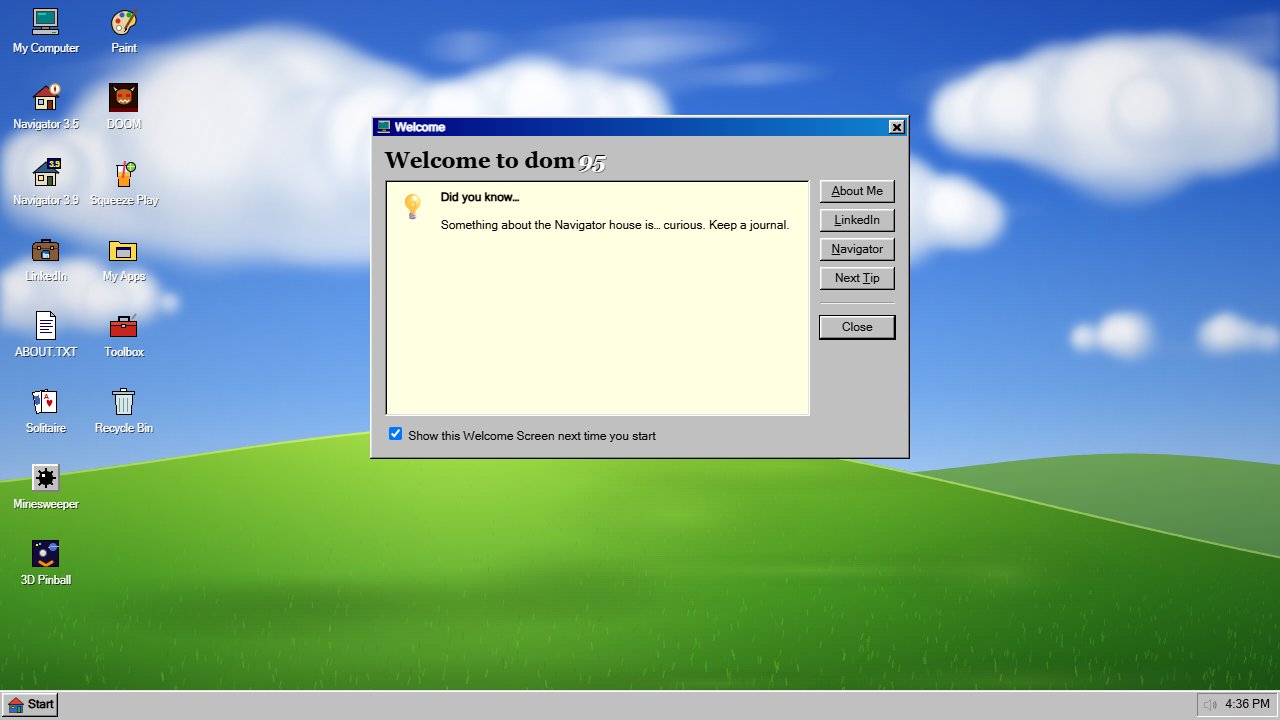 My Computer
Paint
Navigator 3.5
DOOM
3.9
Navigator 3.9
Squeeze Play
LinkedIn
My Apps
ABOUT.TXT
Toolbox
A
Solitaire
Recycle Bin
Minesweeper
3D Pinball
Welcome
Welcome to dom95
Did you know...
Something about the Navigator house is... curious. Keep a journal.
About Me
LinkedIn
Navigator
Next Tip
Close
Show this Welcome Screen next time you start
Start
4:36 PM